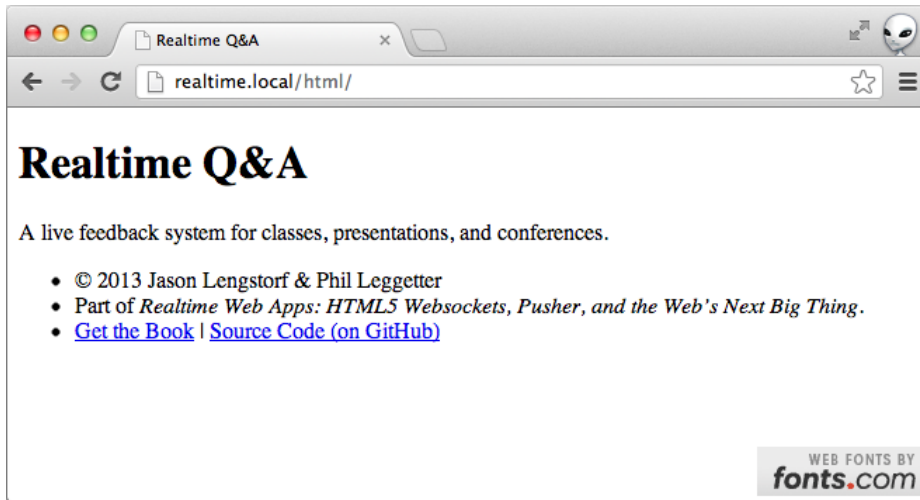 Realtime Q&A
realtime.local/html/
Realtime Q&A
A live feedback system for classes, presentations, and conferences.
© 2013 Jason Lengstorf & Phil Leggetter
Part of Realtime Web Apps: HTML5 Websockets, Pusher, and the Web's Next Big Thing.
Get the Book | Source Code (on GitHub)
WEB FONTS BY
fonts.com